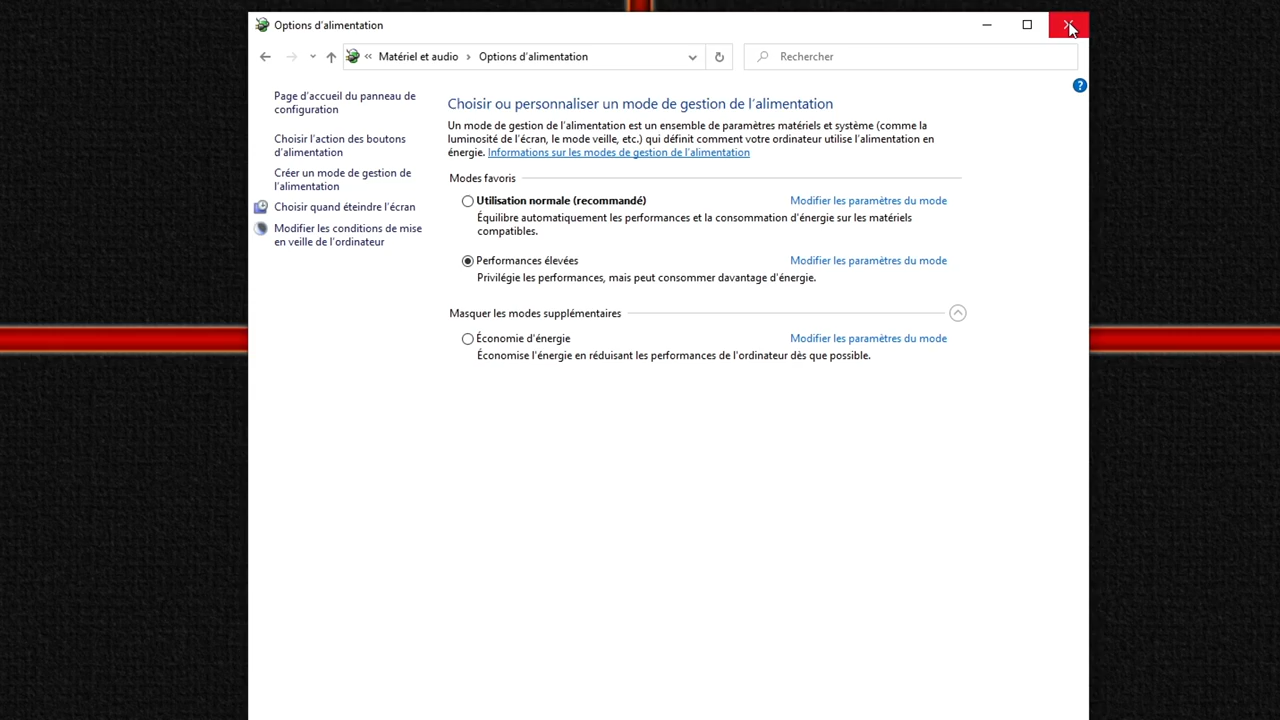 Options d'alimentation
« Matériel et audio › Options d'alimentation
Rechercher
Page d'accueil du panneau de
configuration
Choisir l'action des boutons
d'alimentation
Créer un mode de gestion de
l'alimentation
Choisir quand éteindre l'écran
Modifier les conditions de mise
en veille de l'ordinateur
Choisir ou personnaliser un mode de gestion de l'alimentation
Un mode de gestion de l'alimentation est un ensemble de paramètres matériels et système (comme la
luminosité de l'écran, le mode veille, etc.) qui définit comment votre ordinateur utilise l'alimentation en
énergie. Informations sur les modes de gestion de l'alimentation
Modes favoris
Utilisation normale (recommandé) Modifier les paramètres du mode
Équilibre automatiquement les performances et la consommation d'énergie sur les matériels
compatibles.
Performances élevées Modifier les paramètres du mode
Privilégie les performances, mais peut consommer davantage d'énergie.
Masquer les modes supplémentaires
Économie d'énergie Modifier les paramètres du mode
Économise l'énergie en réduisant les performances de l'ordinateur dès que possible.